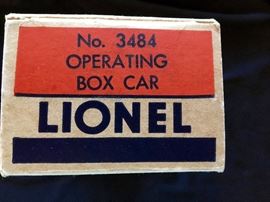 No. 3484
OPERATING
BOX CAR
LIONEL